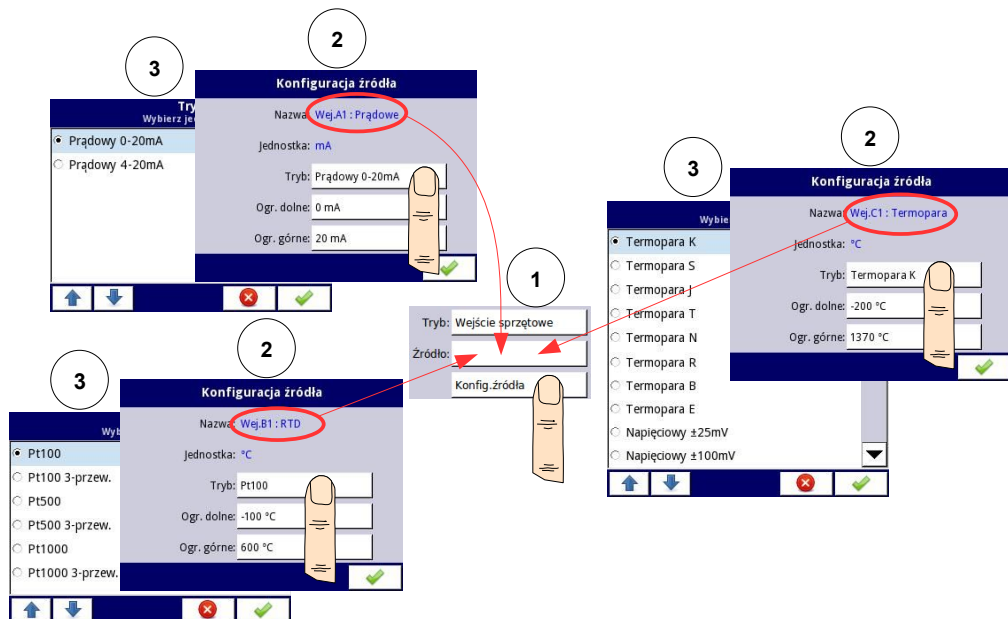 2
3
Konfiguracja źródła
Try
Wybierz je
Nazwa: Wej.A1 : Prądowe
Prądowy 0-20mA
Prądowy 4-20mA
Jednostka: mA
Tryb: Prądowy 0-20mA
Ogr. dolne: 0 mA
Ogr. górne: 20 mA
2
3
Konfiguracja źródła
Wybie
Nazwa: Wej.C1 : Termopara
Termopara K
Termopara S
Termopara J
Termopara T
Termopara N
Termopara R
Termopara B
Termopara E
Napięciowy ±25mV
Napięciowy ±100mV
Jednostka: °C
Tryb: Termopara K
Ogr. dolne: -200 °C
Ogr. górne: 1370 °C
1
Tryb: Wejście sprzętowe
Źródło:
Konfig.źródła
2
3
Konfiguracja źródła
Wyb
Nazwa: Wej.B1 : RTD
Pt100
Pt100 3-przew.
Pt500
Pt500 3-przew.
Pt1000
Pt1000 3-przew.
Jednostka: °C
Tryb: Pt100
Ogr. dolne: -100 °C
Ogr. górne: 600 °C